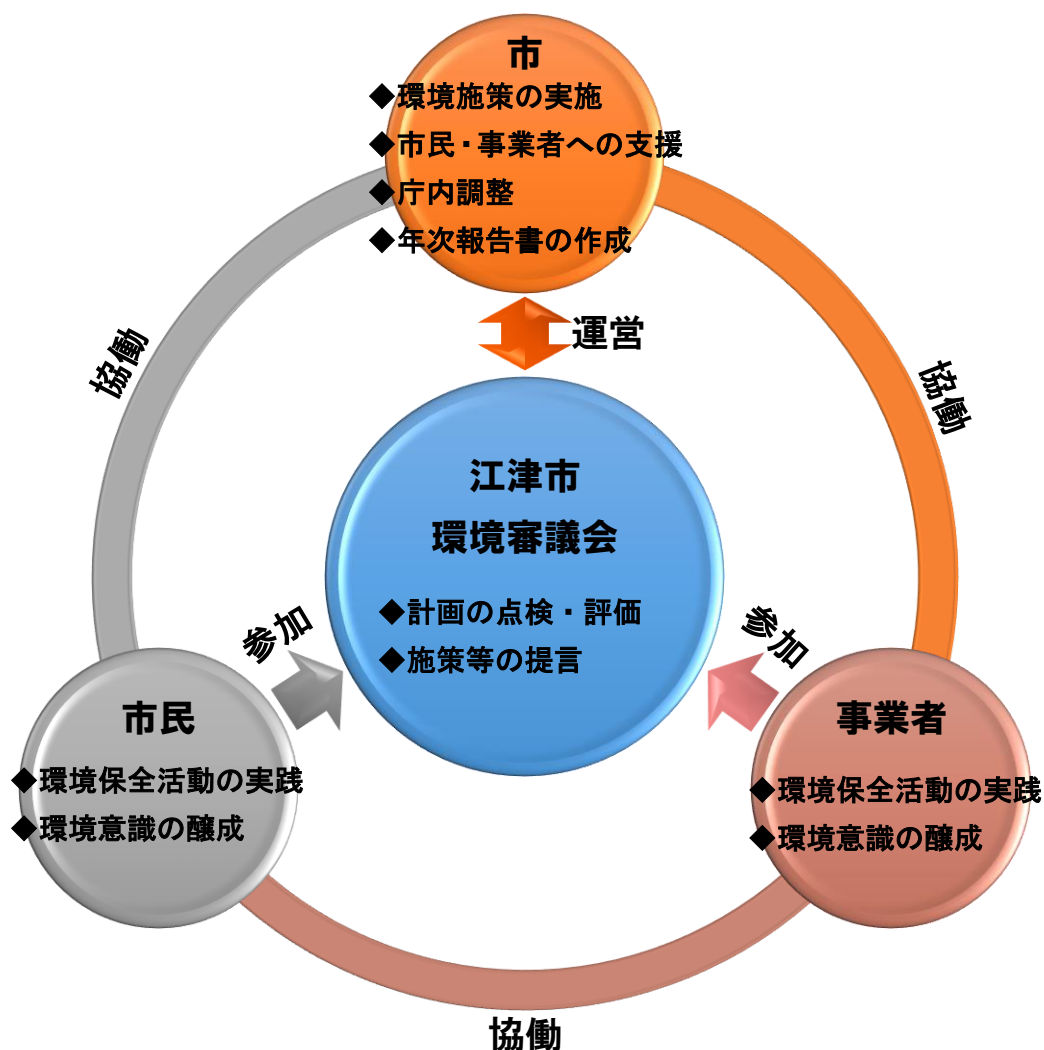 市
◆環境施策の実施
◆市民・事業者への支援
◆庁内調整
◆年次報告書の作成
運営
協働
協働
江津市
環境審議会
◆計画の点検・評価
◆施策等の提言
参加
参加
市民
◆環境保全活動の実践
◆環境意識の醸成
事業者
◆環境保全活動の実践
◆環境意識の醸成
協働